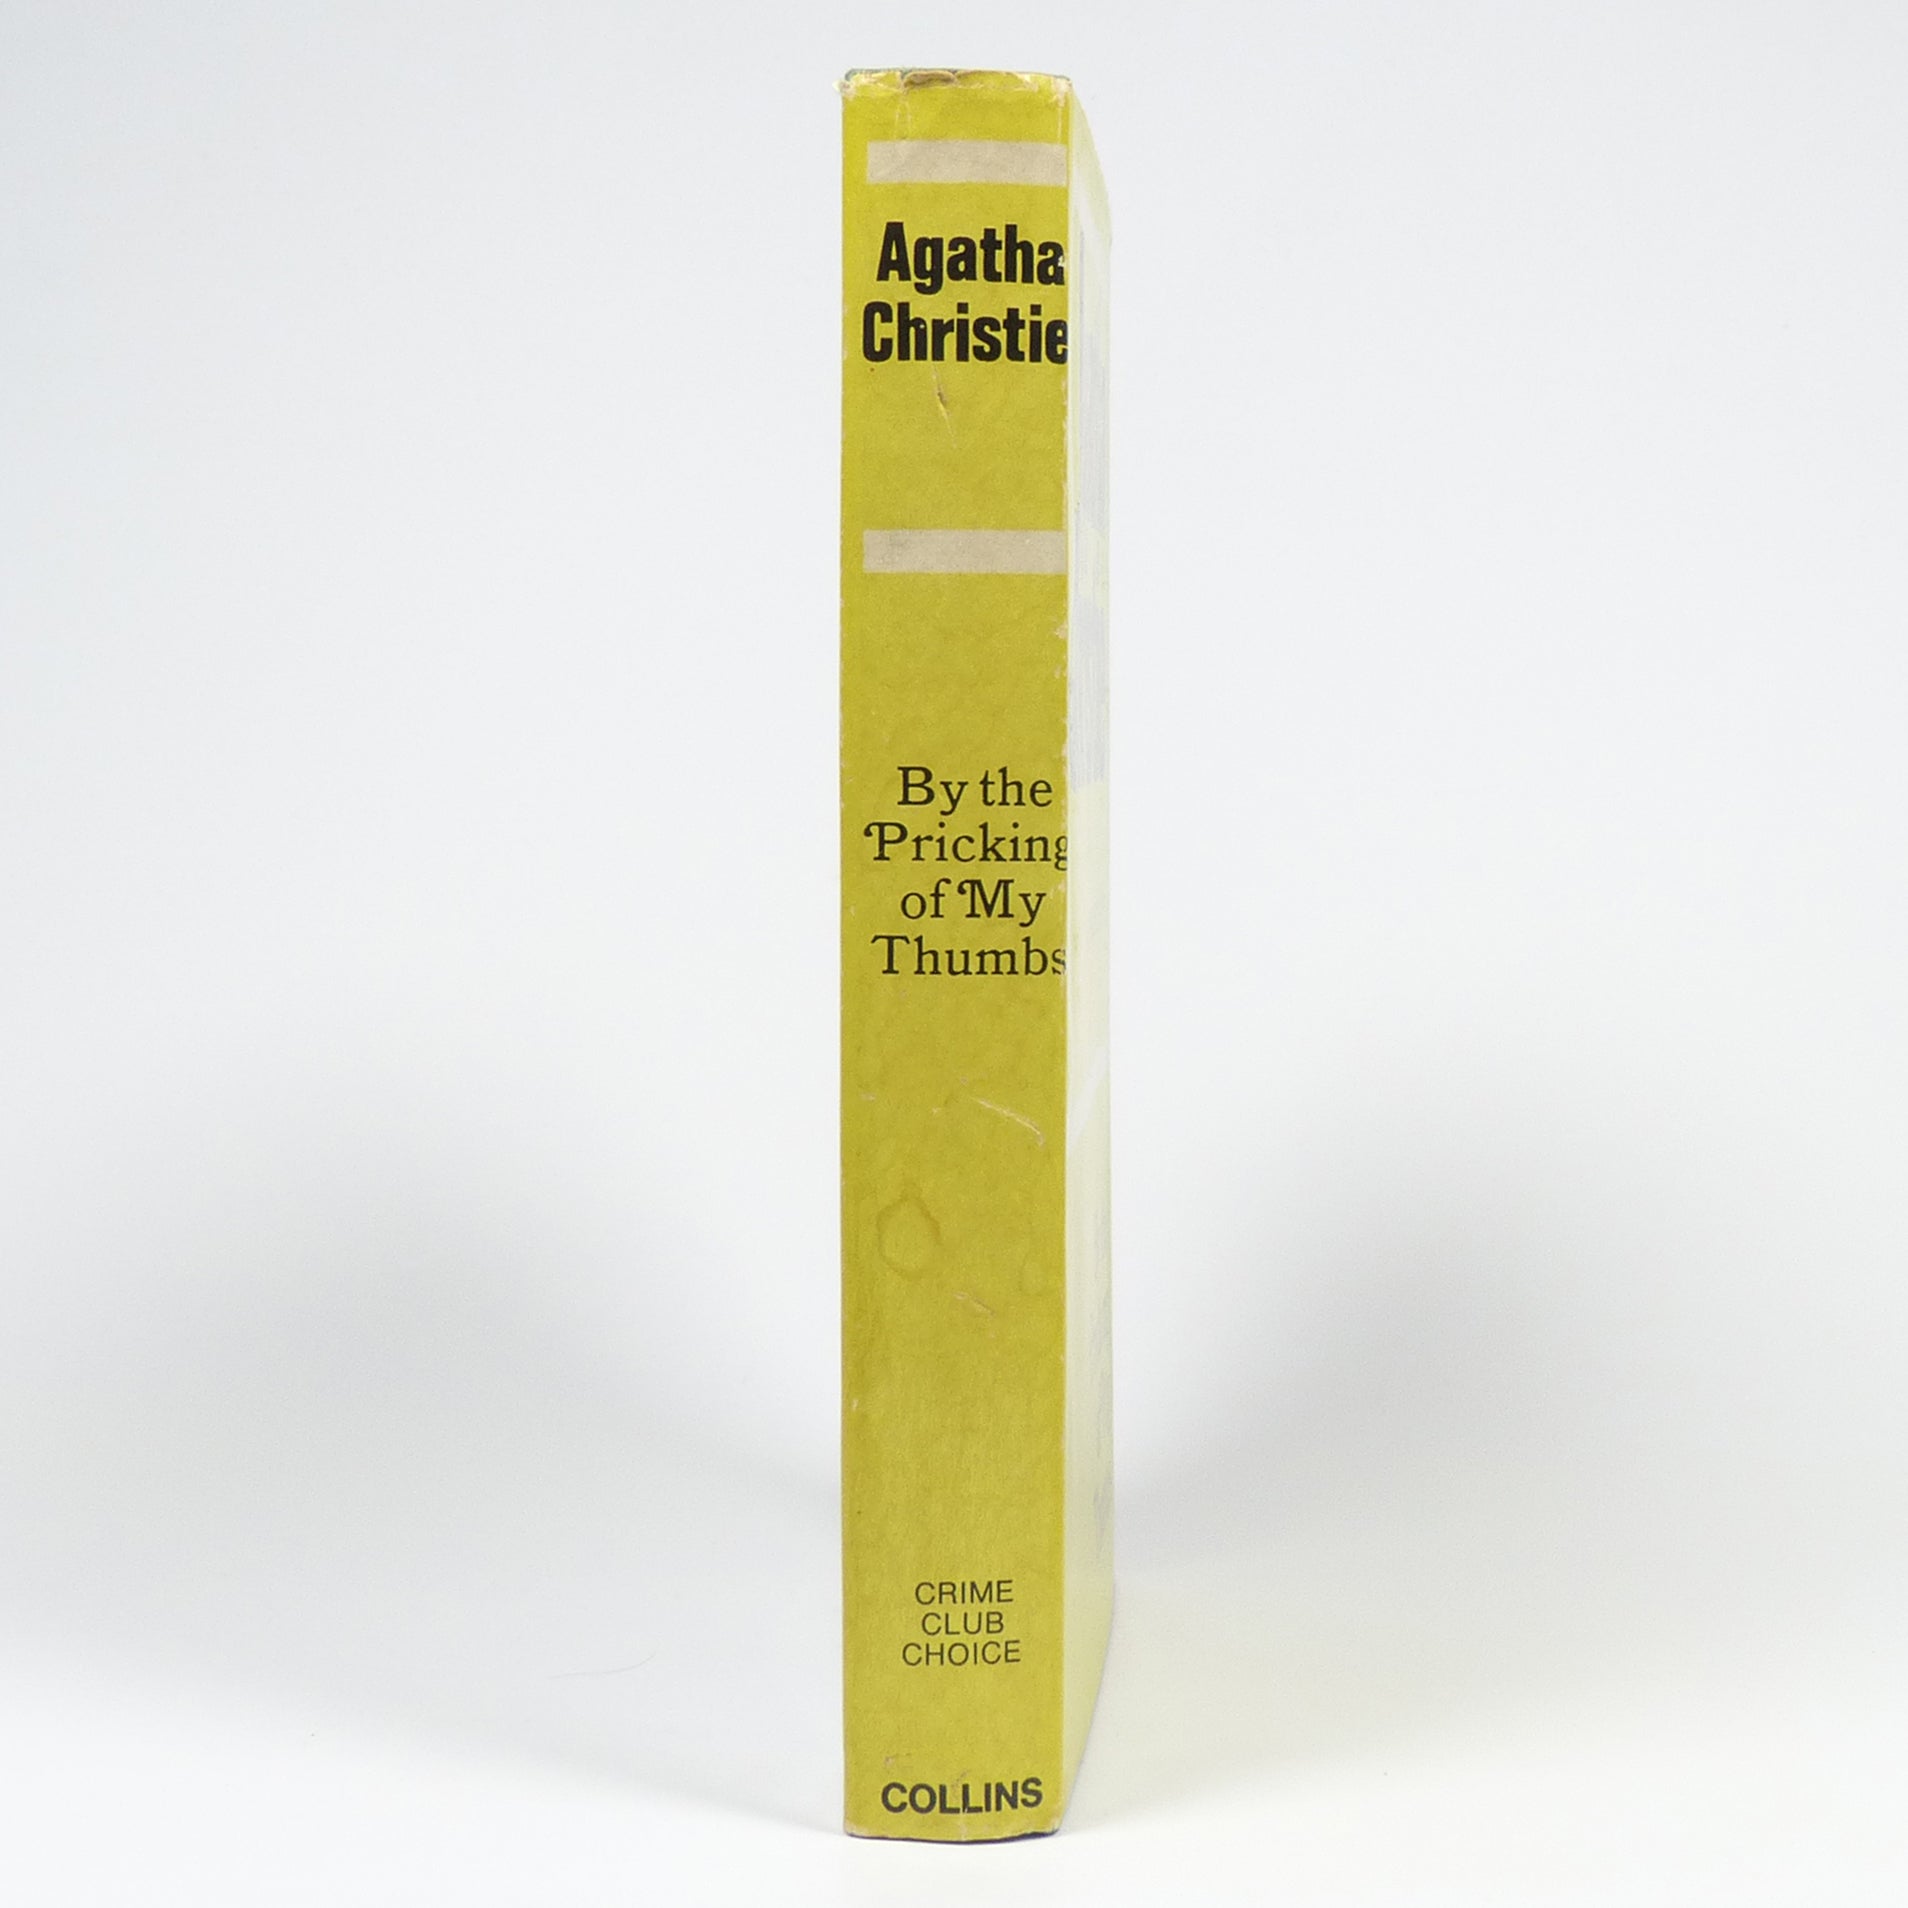 Agatha
Christie
By the
Pricking
of My
Thumbs
CRIME
CLUB
CHOICE
COLLINS